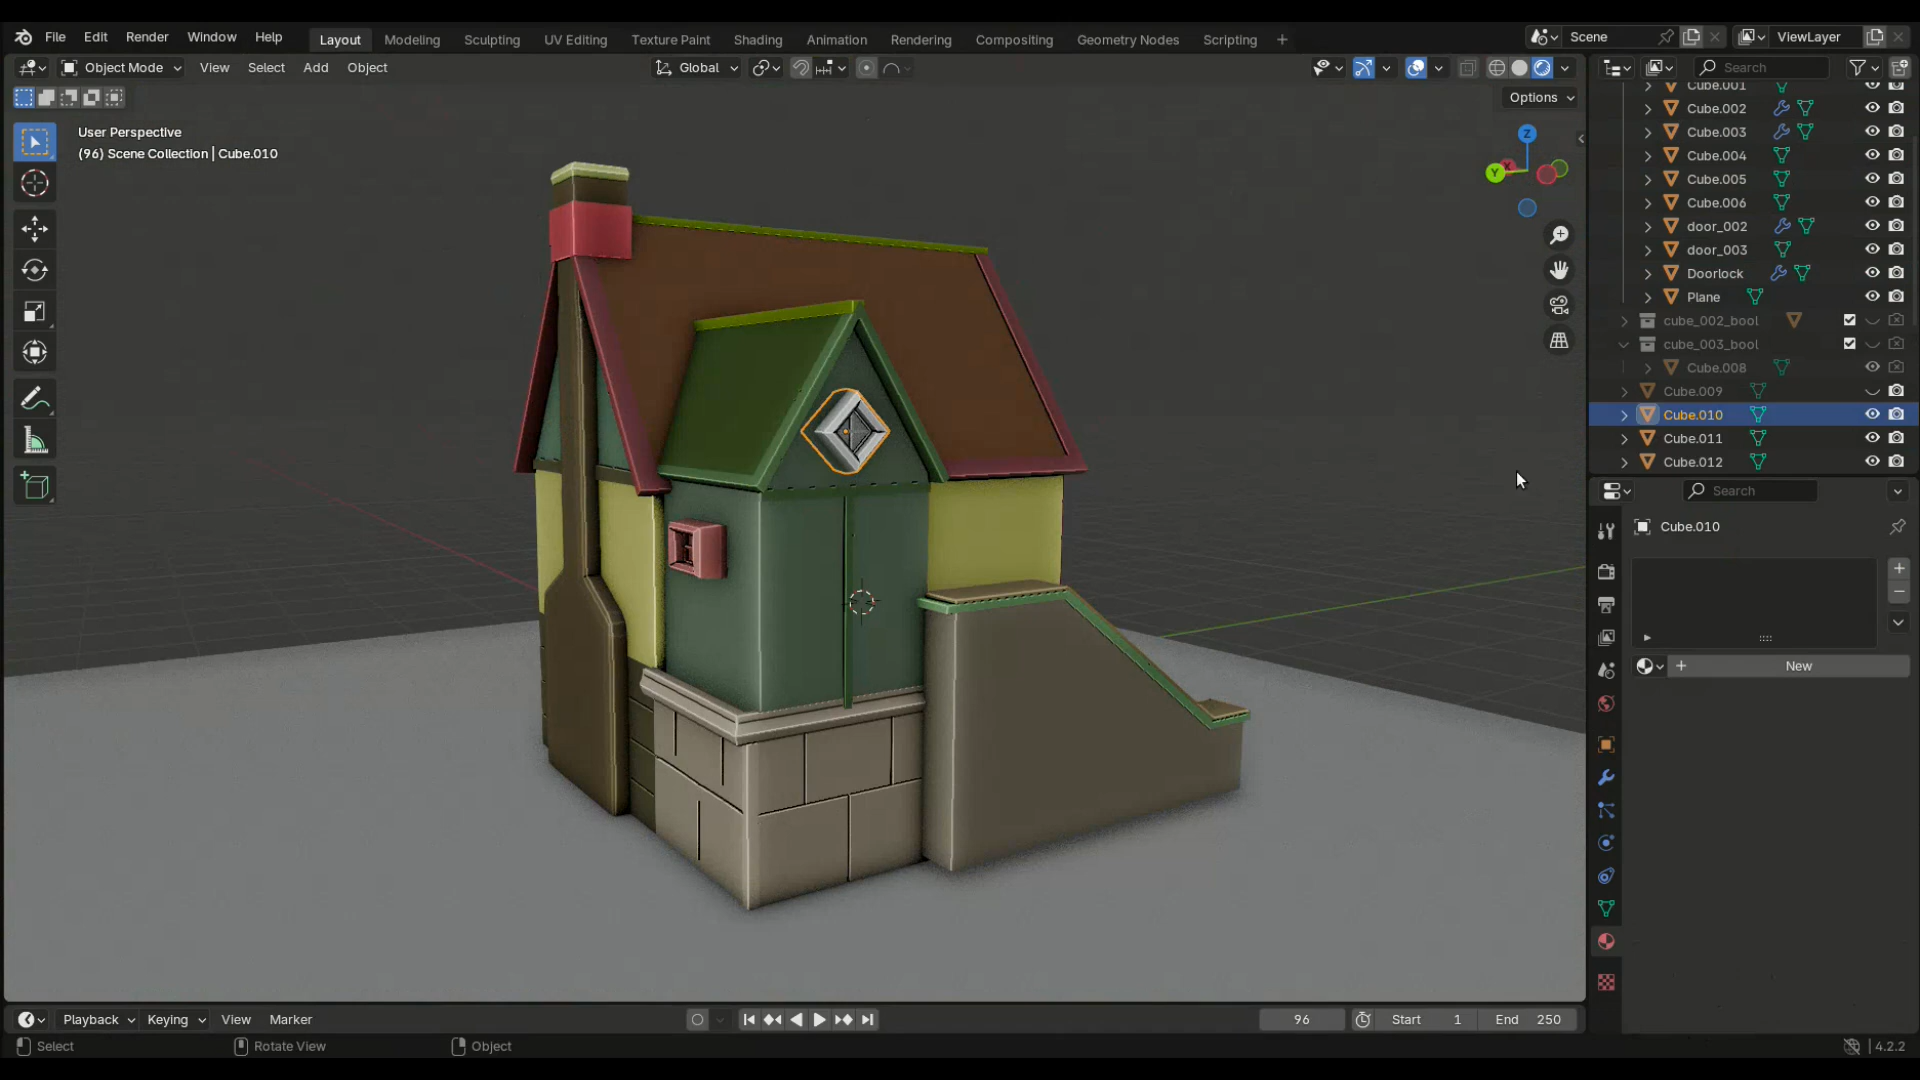 File Edit Render Window Help Layout Modeling Sculpting UV Editing Texture Paint Shading Animation Rendering Compositing Geometry Nodes Scripting + Scene ViewLayer
Object Mode View Select Add Object Global Search
Options
User Perspective
(96) Scene Collection | Cube.010
Z
X
Y
Cube.001
Cube.002
Cube.003
Cube.004
Cube.005
Cube.006
door_002
door_003
Doorlock
Plane
cube_002_bool
cube_003_bool
Cube.008
Cube.009
Cube.010
Cube.011
Cube.012
Search
Cube.010
+ New
Playback Keying View Marker 96 Start 1 End 250
Select Rotate View Object 4.2.2